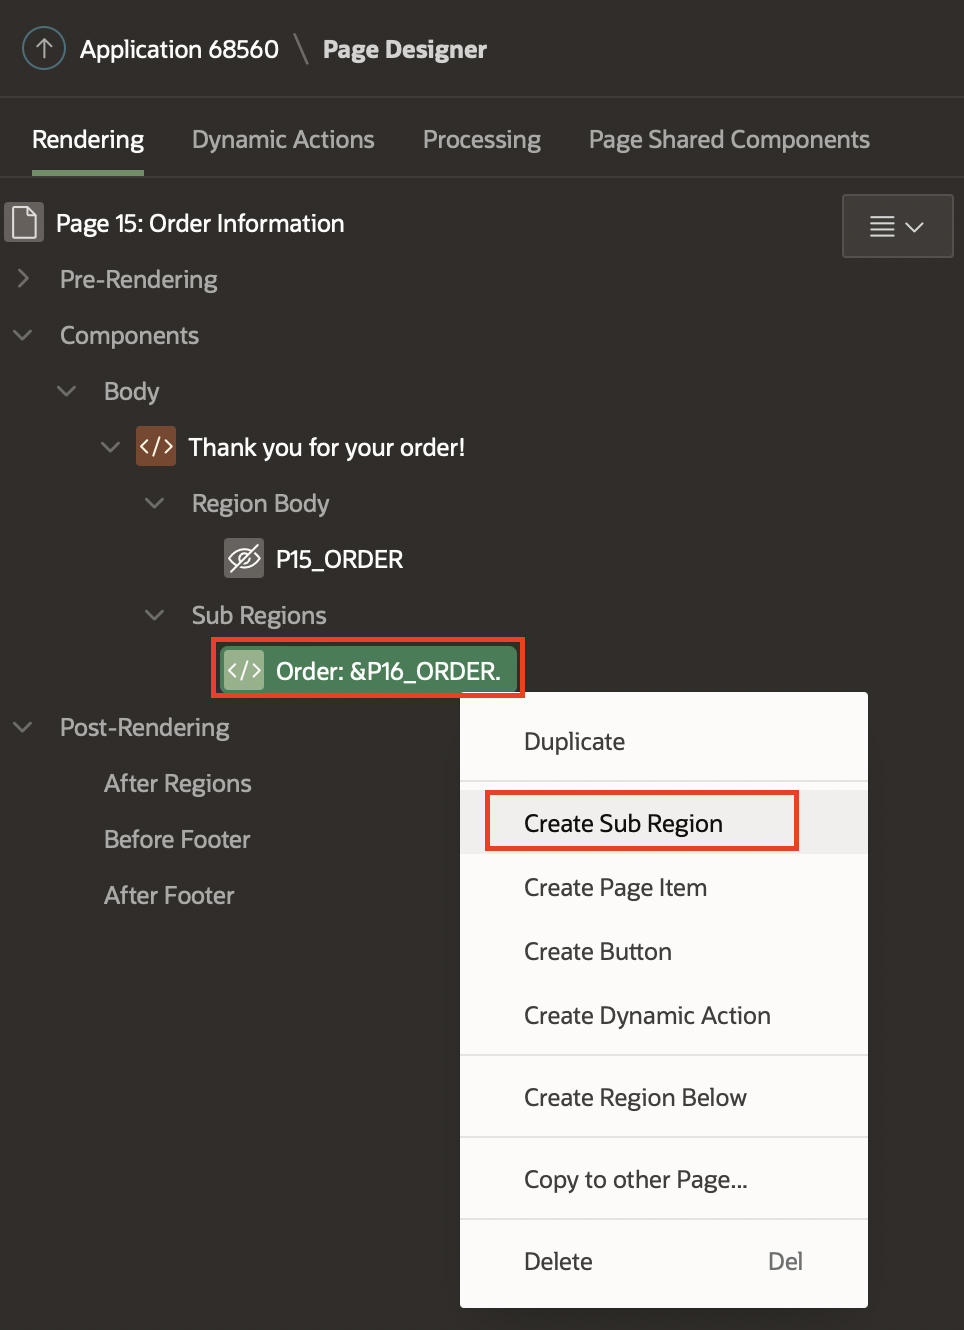 Application 68560 \ Page Designer
Rendering Dynamic Actions Processing Page Shared Components
Page 15: Order Information
Pre-Rendering
Components
Body
</> Thank you for your order!
Region Body
P15_ORDER
Sub Regions
</> Order: &P16_ORDER.
Post-Rendering
After Regions
Before Footer
After Footer
Duplicate
Create Sub Region
Create Page Item
Create Button
Create Dynamic Action
Create Region Below
Copy to other Page...
Delete Del